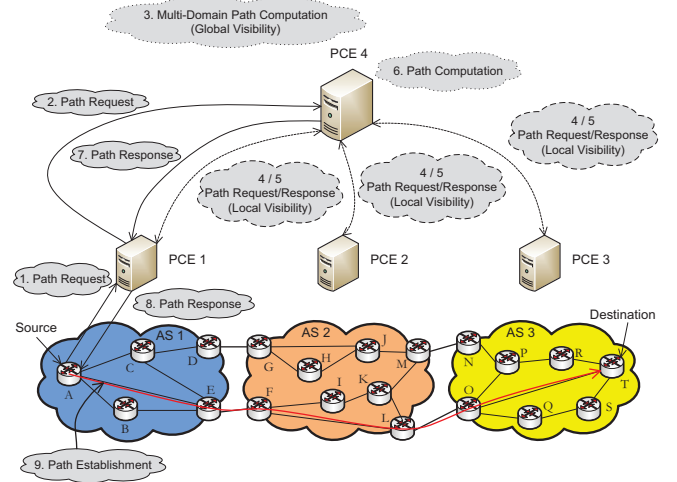 3. Multi-Domain Path Computation
(Global Visibility)
PCE 4
6. Path Computation
2. Path Request
4 / 5
Path Request/Response
(Local Visibility)
7. Path Response
4 / 5
Path Request/Response
(Local Visibility)
4 / 5
Path Request/Response
(Local Visibility)
PCE 1
PCE 2
PCE 3
1. Path Request
8. Path Response
Source
Destination
AS 1
AS 2
AS 3
A
B
C
D
E
F
G
H
I
J
K
L
M
N
O
P
Q
R
S
T
9. Path Establishment